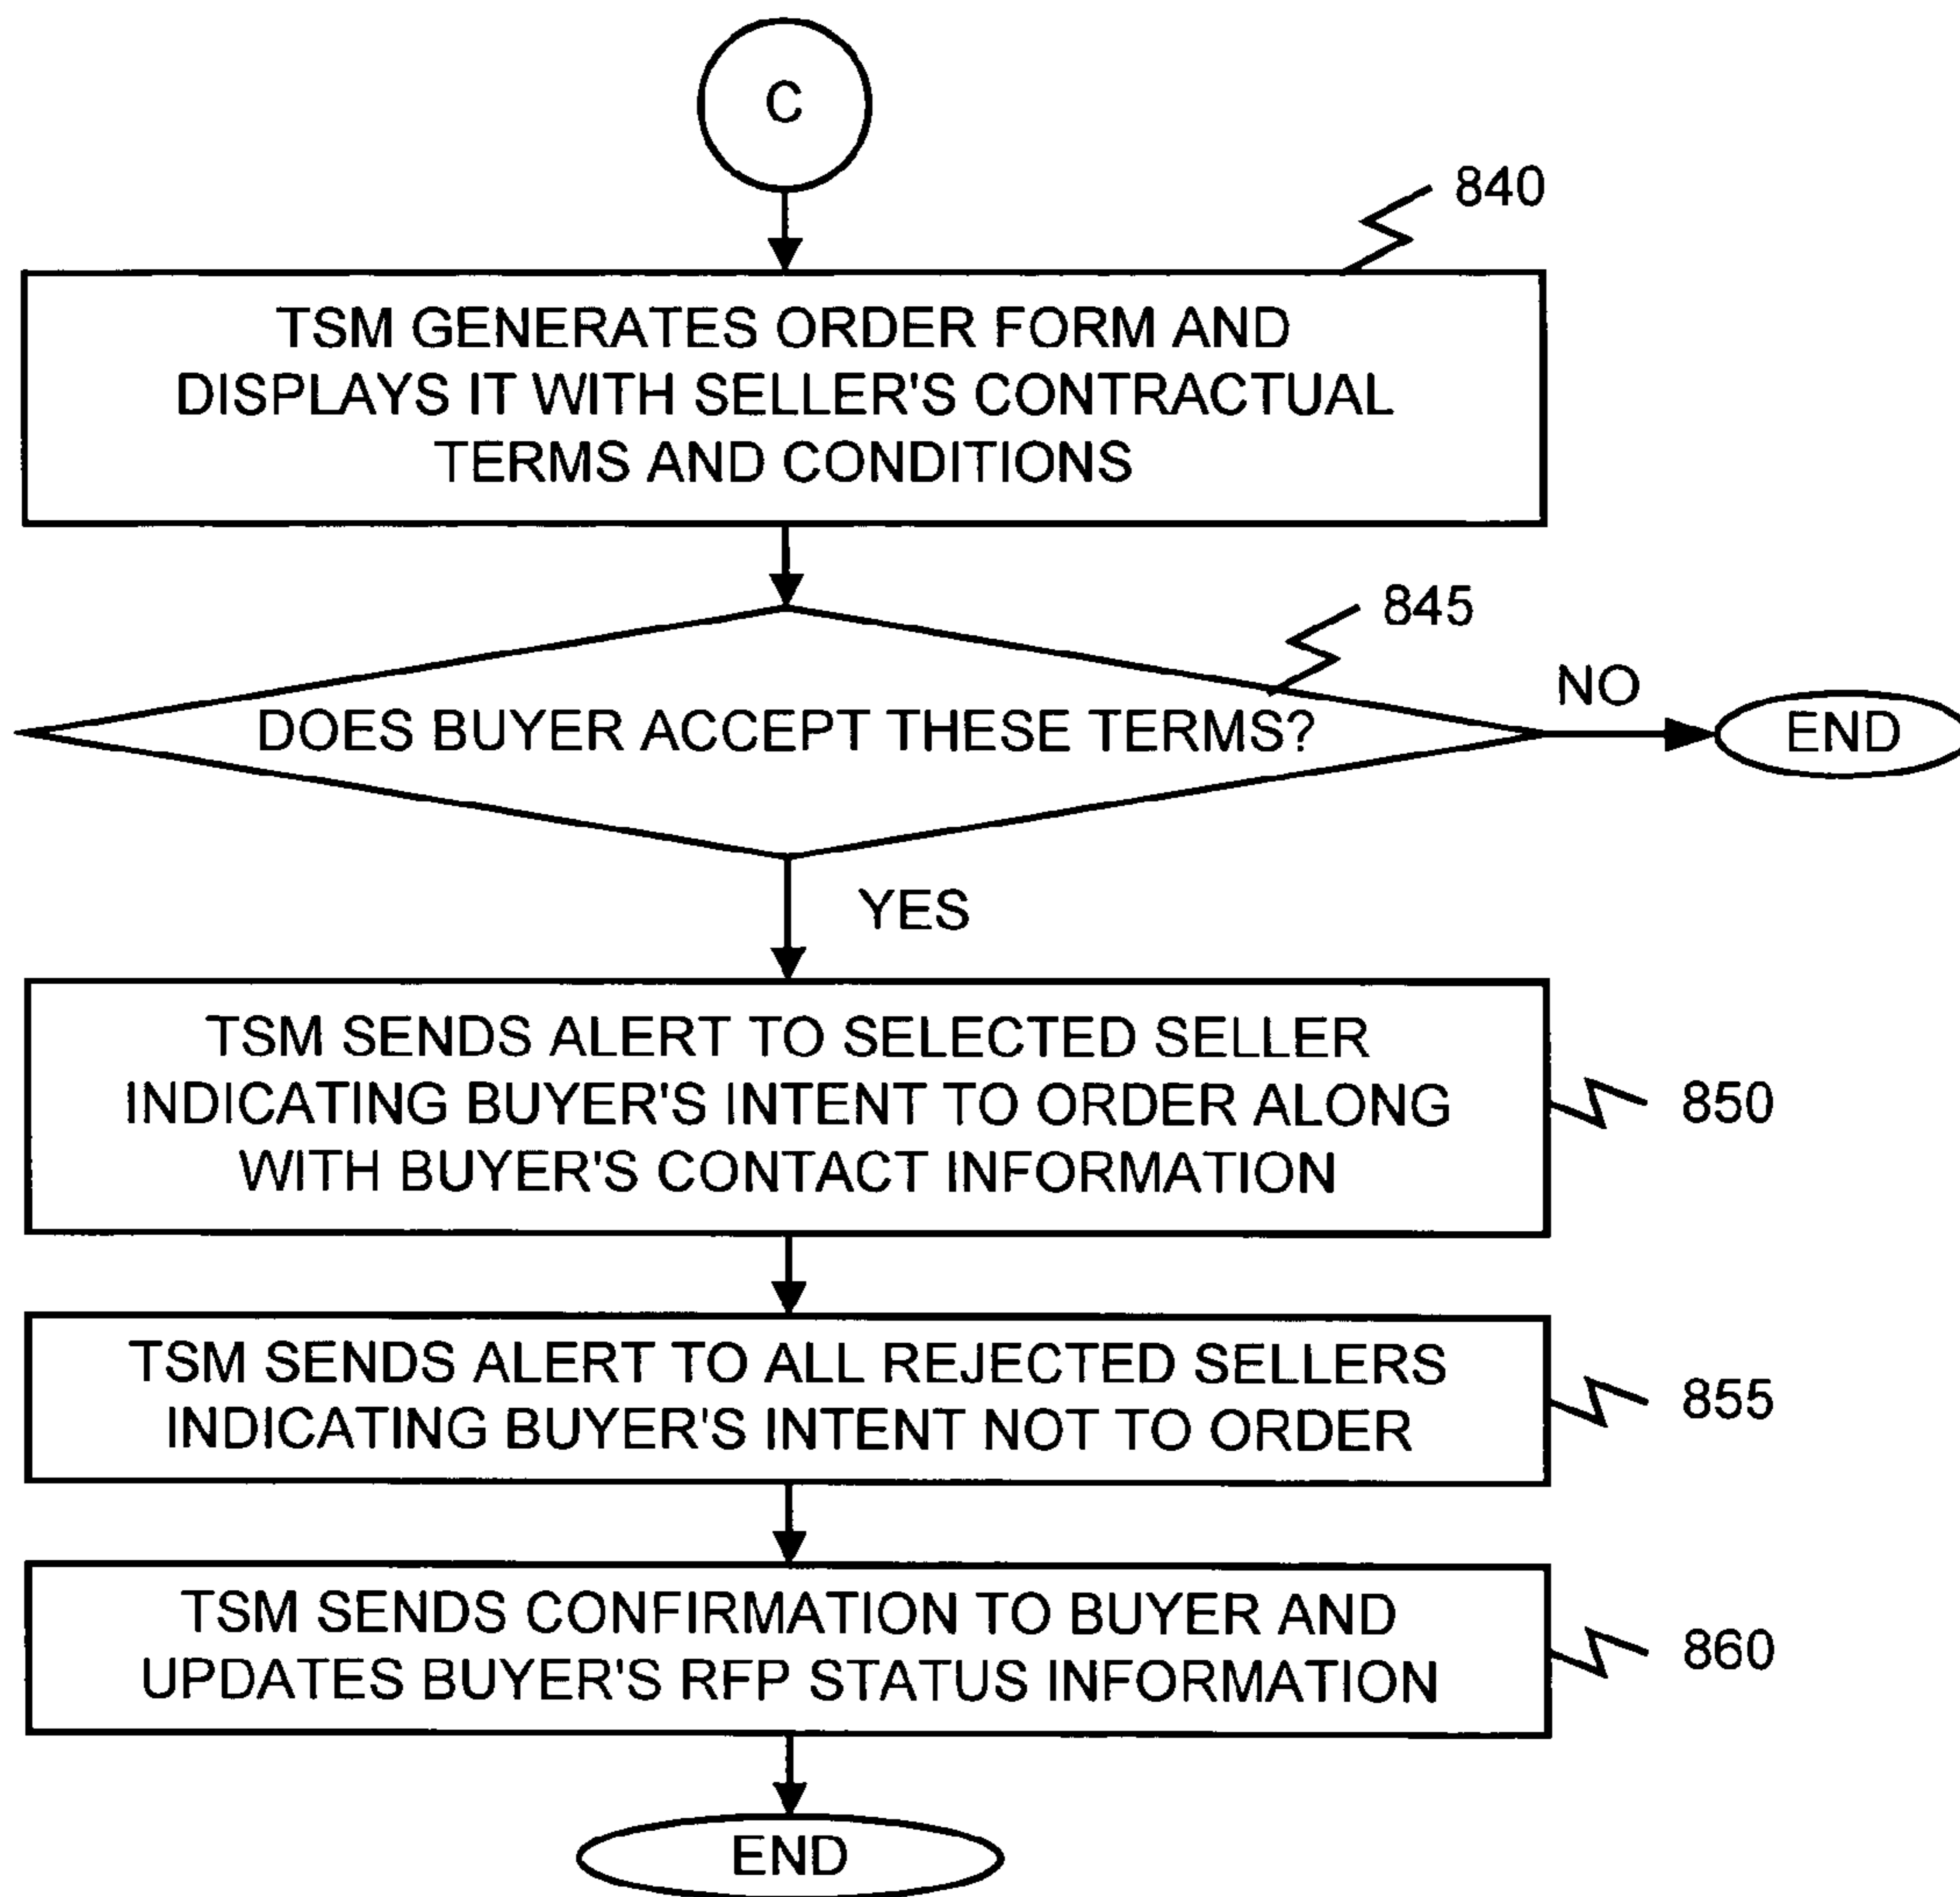 C
840
TSM GENERATES ORDER FORM AND
DISPLAYS IT WITH SELLER'S CONTRACTUAL
TERMS AND CONDITIONS
845
DOES BUYER ACCEPT THESE TERMS?
NO
END
YES
TSM SENDS ALERT TO SELECTED SELLER
INDICATING BUYER'S INTENT TO ORDER ALONG
WITH BUYER'S CONTACT INFORMATION
850
TSM SENDS ALERT TO ALL REJECTED SELLERS
INDICATING BUYER'S INTENT NOT TO ORDER
855
TSM SENDS CONFIRMATION TO BUYER AND
UPDATES BUYER'S RFP STATUS INFORMATION
860
END